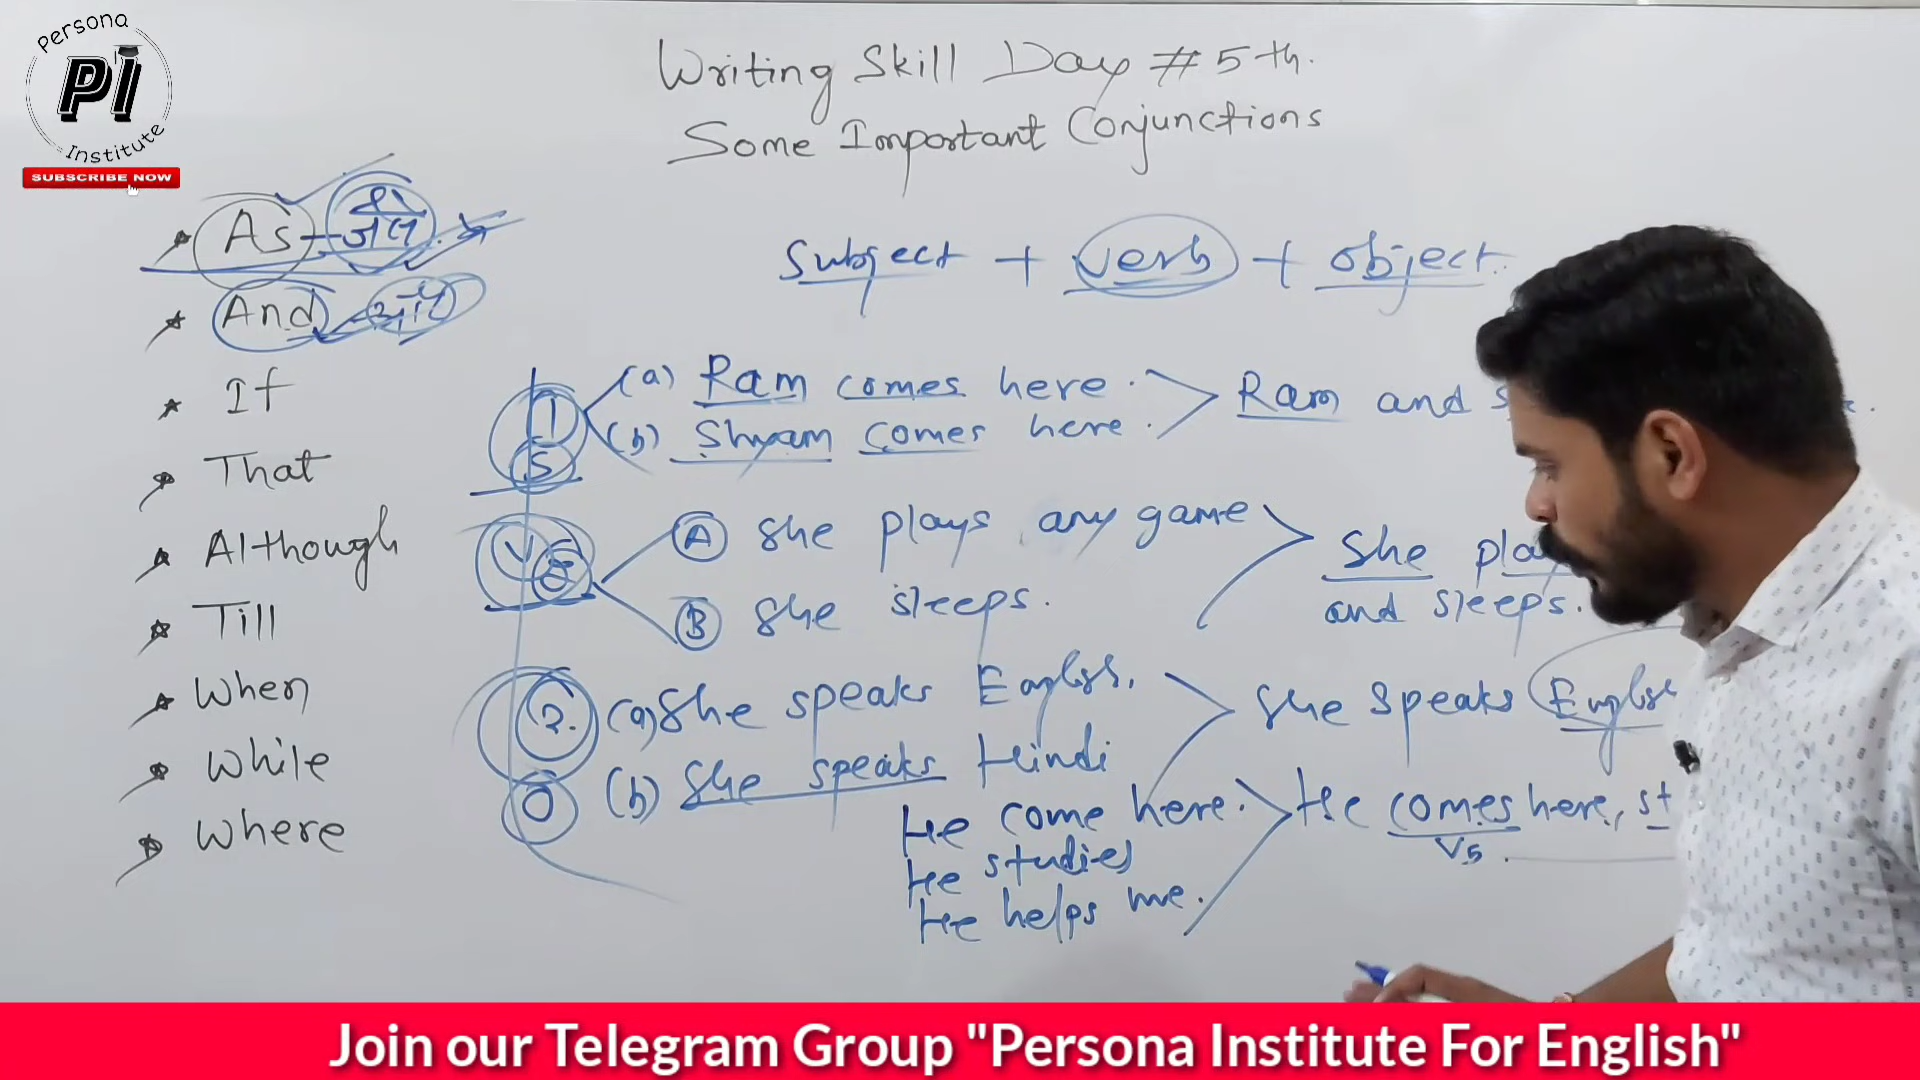 Persona
PI
Institute
SUBSCRIBE NOW
Writing Skill Day # 5th.
Some Important Conjunctions
As -
And - और
If
That
Although
Till
When
While
Where
Subject + verb + object
1 (a) Ram comes here.
S (b) Shyam comes here.
Ram and
V
A She plays any game
B She sleeps.
She
and sleeps.
2. (a) She speaks English.
O (b) She speaks Hindi
She speaks
He come here.
He studies
He helps me.
He comes here, st
V5
Join our Telegram Group "Persona Institute For English"